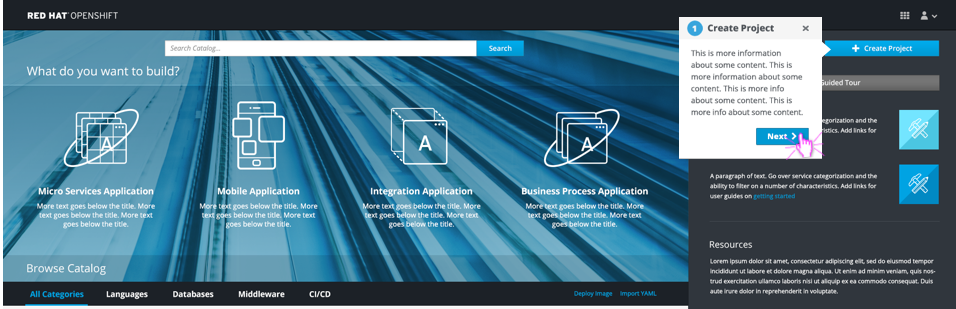 RED HAT® OPENSHIFT
Search Catalog...
Search
What do you want to build?
A
Micro Services Application
More text goes below the title. More
text goes below the title. More text
goes below the title.
Mobile Application
More text goes below the title. More
text goes below the title. More text
goes below the title.
A
Integration Application
More text goes below the title. More
text goes below the title. More text
goes below the title.
A
Business Process Application
More text goes below the title. More
text goes below the title. More text
goes below the title.
Browse Catalog
All Categories
Languages
Databases
Middleware
CI/CD
Deploy Image
Import YAML
1 Create Project
This is more information
about some content. This is
more information about some
content. This is more info
about some content. This is
more info about some content.
Next
Create Project
Guided Tour
categorization and the
Add links for
A paragraph of text. Go over service categorization and the
ability to filter on a number of characteristics. Add links for
user guides on getting started
Resources
Lorem ipsum dolor sit amet, consectetur adipiscing elit, sed do eiusmod tempor
incididunt ut labore et dolore magna aliqua. Ut enim ad minim veniam, quis nos-
trud exercitation ullamco laboris nisi ut aliquip ex ea commodo consequat. Duis
aute irure dolor in reprehenderit in voluptate.